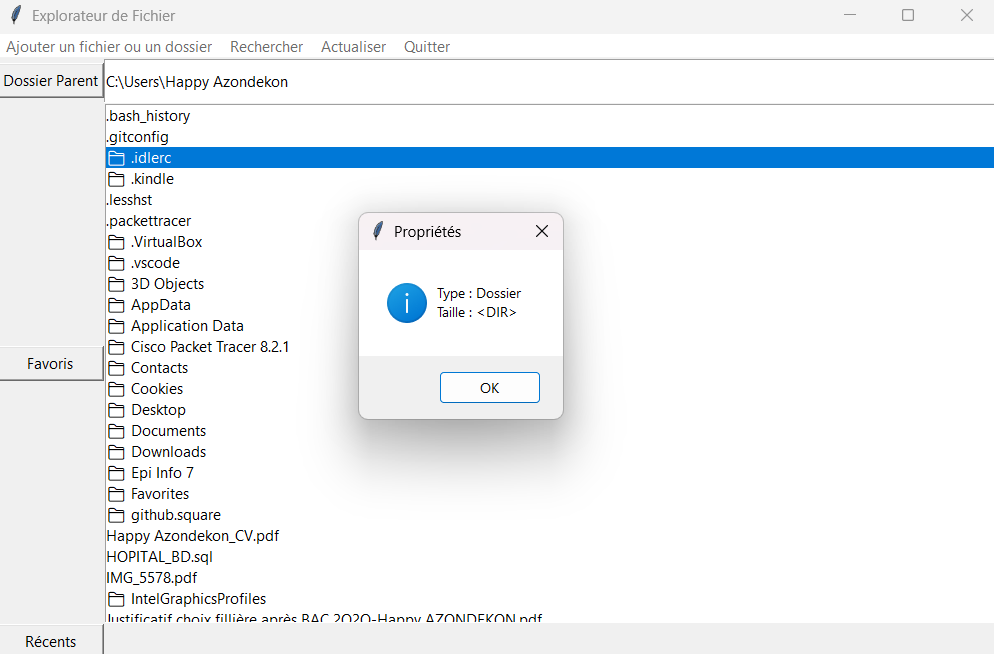 Explorateur de Fichier
Ajouter un fichier ou un dossier Rechercher Actualiser Quitter
Dossier Parent C:\Users\Happy Azondekon
.bash_history
.gitconfig
.idlerc
.kindle
.lesshst
.packettracer
.VirtualBox
.vscode
3D Objects
AppData
Application Data
Cisco Packet Tracer 8.2.1
Contacts
Cookies
Desktop
Documents
Downloads
Epi Info 7
Favorites
github.square
Happy Azondekon_CV.pdf
HOPITAL_BD.sql
IMG_5578.pdf
IntelGraphicsProfiles
Justificatif choix fillière après BAC 2O2O-Happy AZONDEKON.pdf
Favoris
Récents
Propriétés
Type : Dossier
Taille : <DIR>
OK